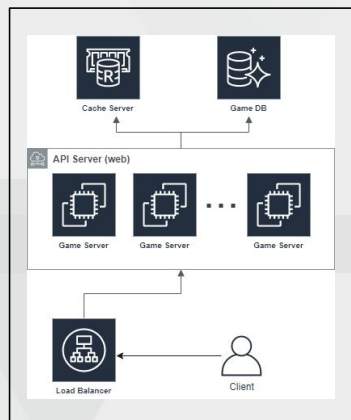 R
Cache Server
Game DB
API Server (web)
Game Server
Game Server
Game Server
Load Balancer
Client